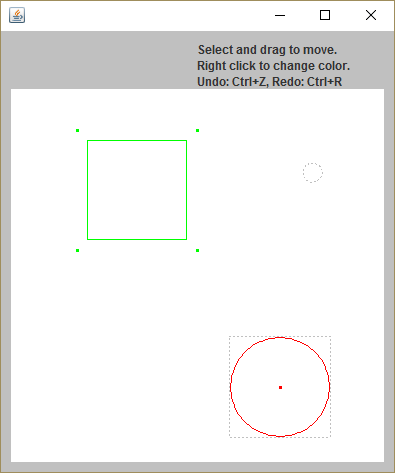 Select and drag to move.
Right click to change color.
Undo: Ctrl+Z, Redo: Ctrl+R